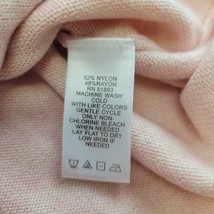 52% NYLON
48%RAYON
RN 81893
MACHINE WASH
COLD
WITH LIKE COLORS
GENTLE CYCLE
ONLY NON-
CHLORINE BLEACH
WHEN NEEDED
LAY FLAT TO DRY
LOW IRON IF
NEEDED